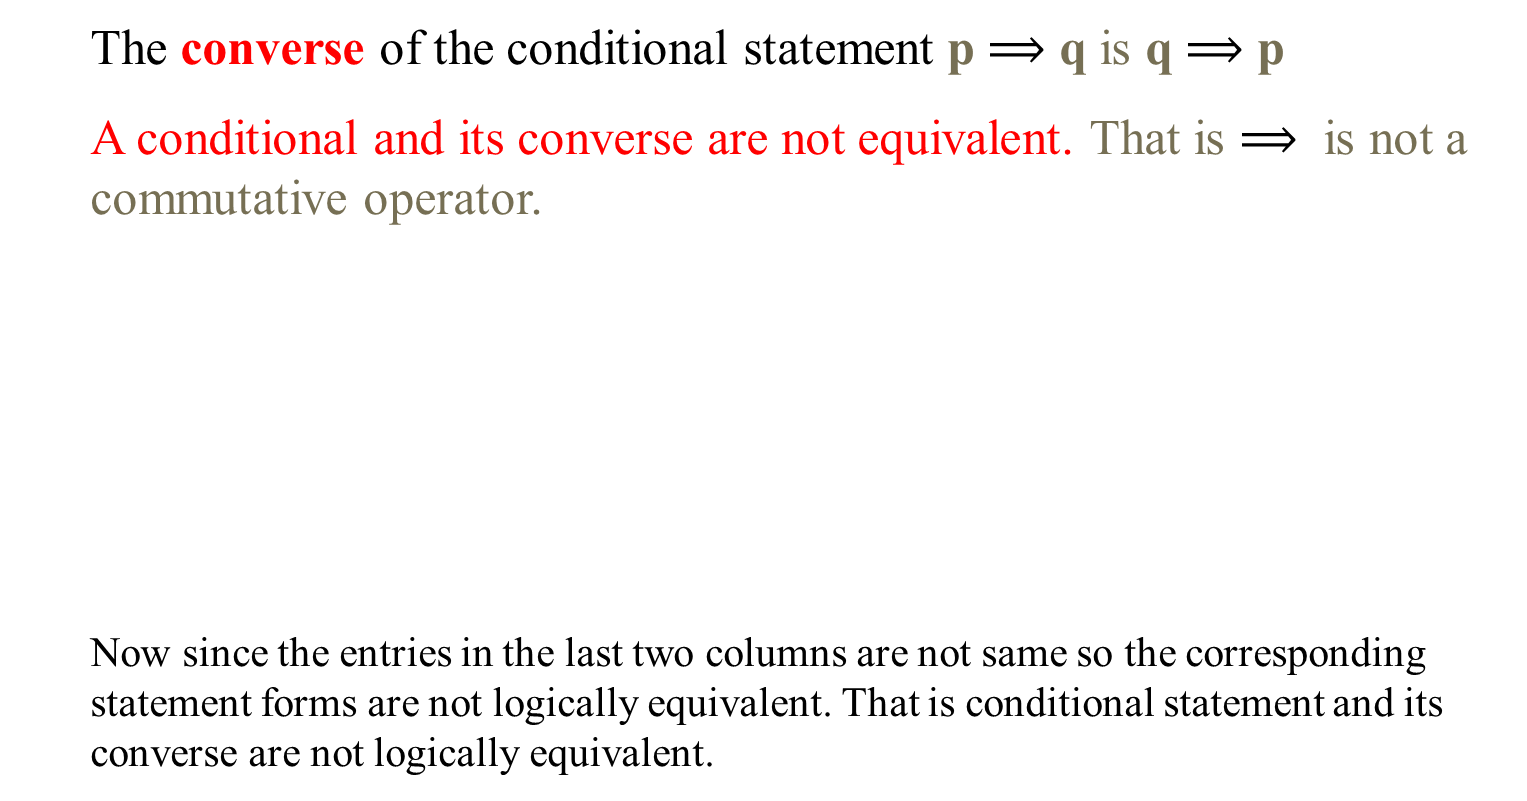 The converse of the conditional statement p ⟹ q is q ⟹ p
A conditional and its converse are not equivalent. That is ⟹ is not a
commutative operator.
Now since the entries in the last two columns are not same so the corresponding
statement forms are not logically equivalent. That is conditional statement and its
converse are not logically equivalent.